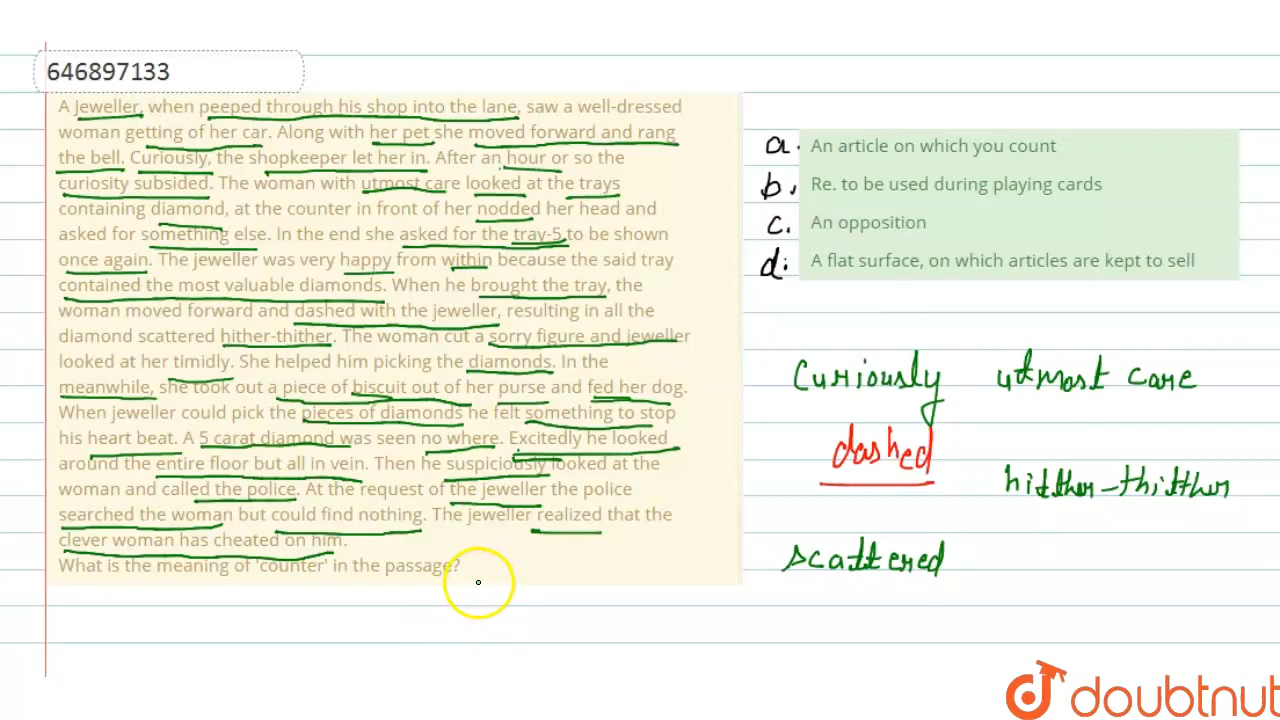 646897133
A Jeweller, when peeped through his shop into the lane, saw a well-dressed
woman getting of her car. Along with her pet she moved forward and rang
the bell. Curiously, the shopkeeper let her in. After an hour or so the
curiosity subsided. The woman with utmost care looked at the trays
containing diamond, at the counter in front of her nodded her head and
asked for something else. In the end she asked for the tray-5 to be shown
once again. The jeweller was very happy from within because the said tray
contained the most valuable diamonds. When he brought the tray, the
woman moved forward and dashed with the jeweller, resulting in all the
diamond scattered hither-thither. The woman cut a sorry figure and jeweller
looked at her timidly. She helped him picking the diamonds. In the
meanwhile, she took out a piece of biscuit out of her purse and fed her dog.
When jeweller could pick the pieces of diamonds he felt something to stop
his heart beat. A 5 carat diamond was seen no where. Excitedly he looked
around the entire floor but all in vein. Then he suspiciously looked at the
woman and called the police. At the request of the jeweller the police
searched the woman but could find nothing. The jeweller realized that the
clever woman has cheated on him.
What is the meaning of 'counter' in the passage?
a. An article on which you count
b. Re. to be used during playing cards
c. An opposition
d. A flat surface, on which articles are kept to sell
Curiously utmost care
dashed
hitther-thitther
scattered
doubtnut